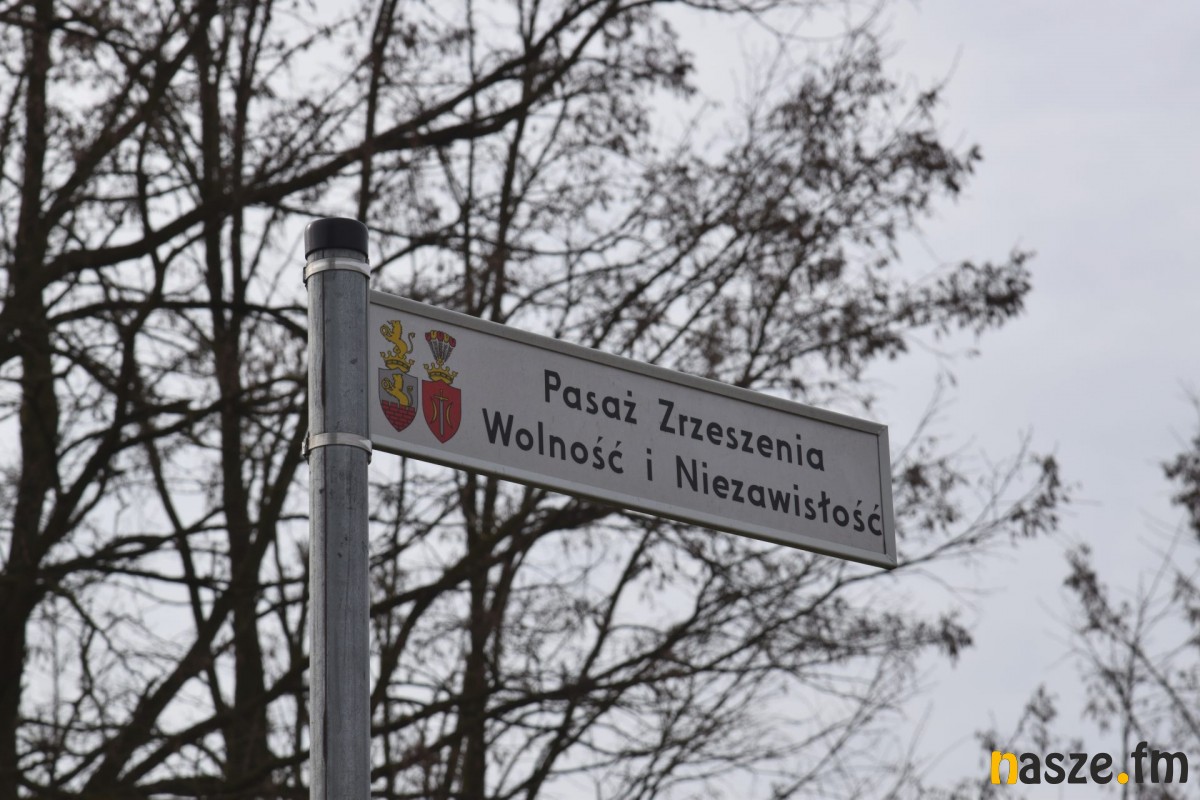 Pasaż Zrzeszenia
Wolność i Niezawisłość
nasze.fm